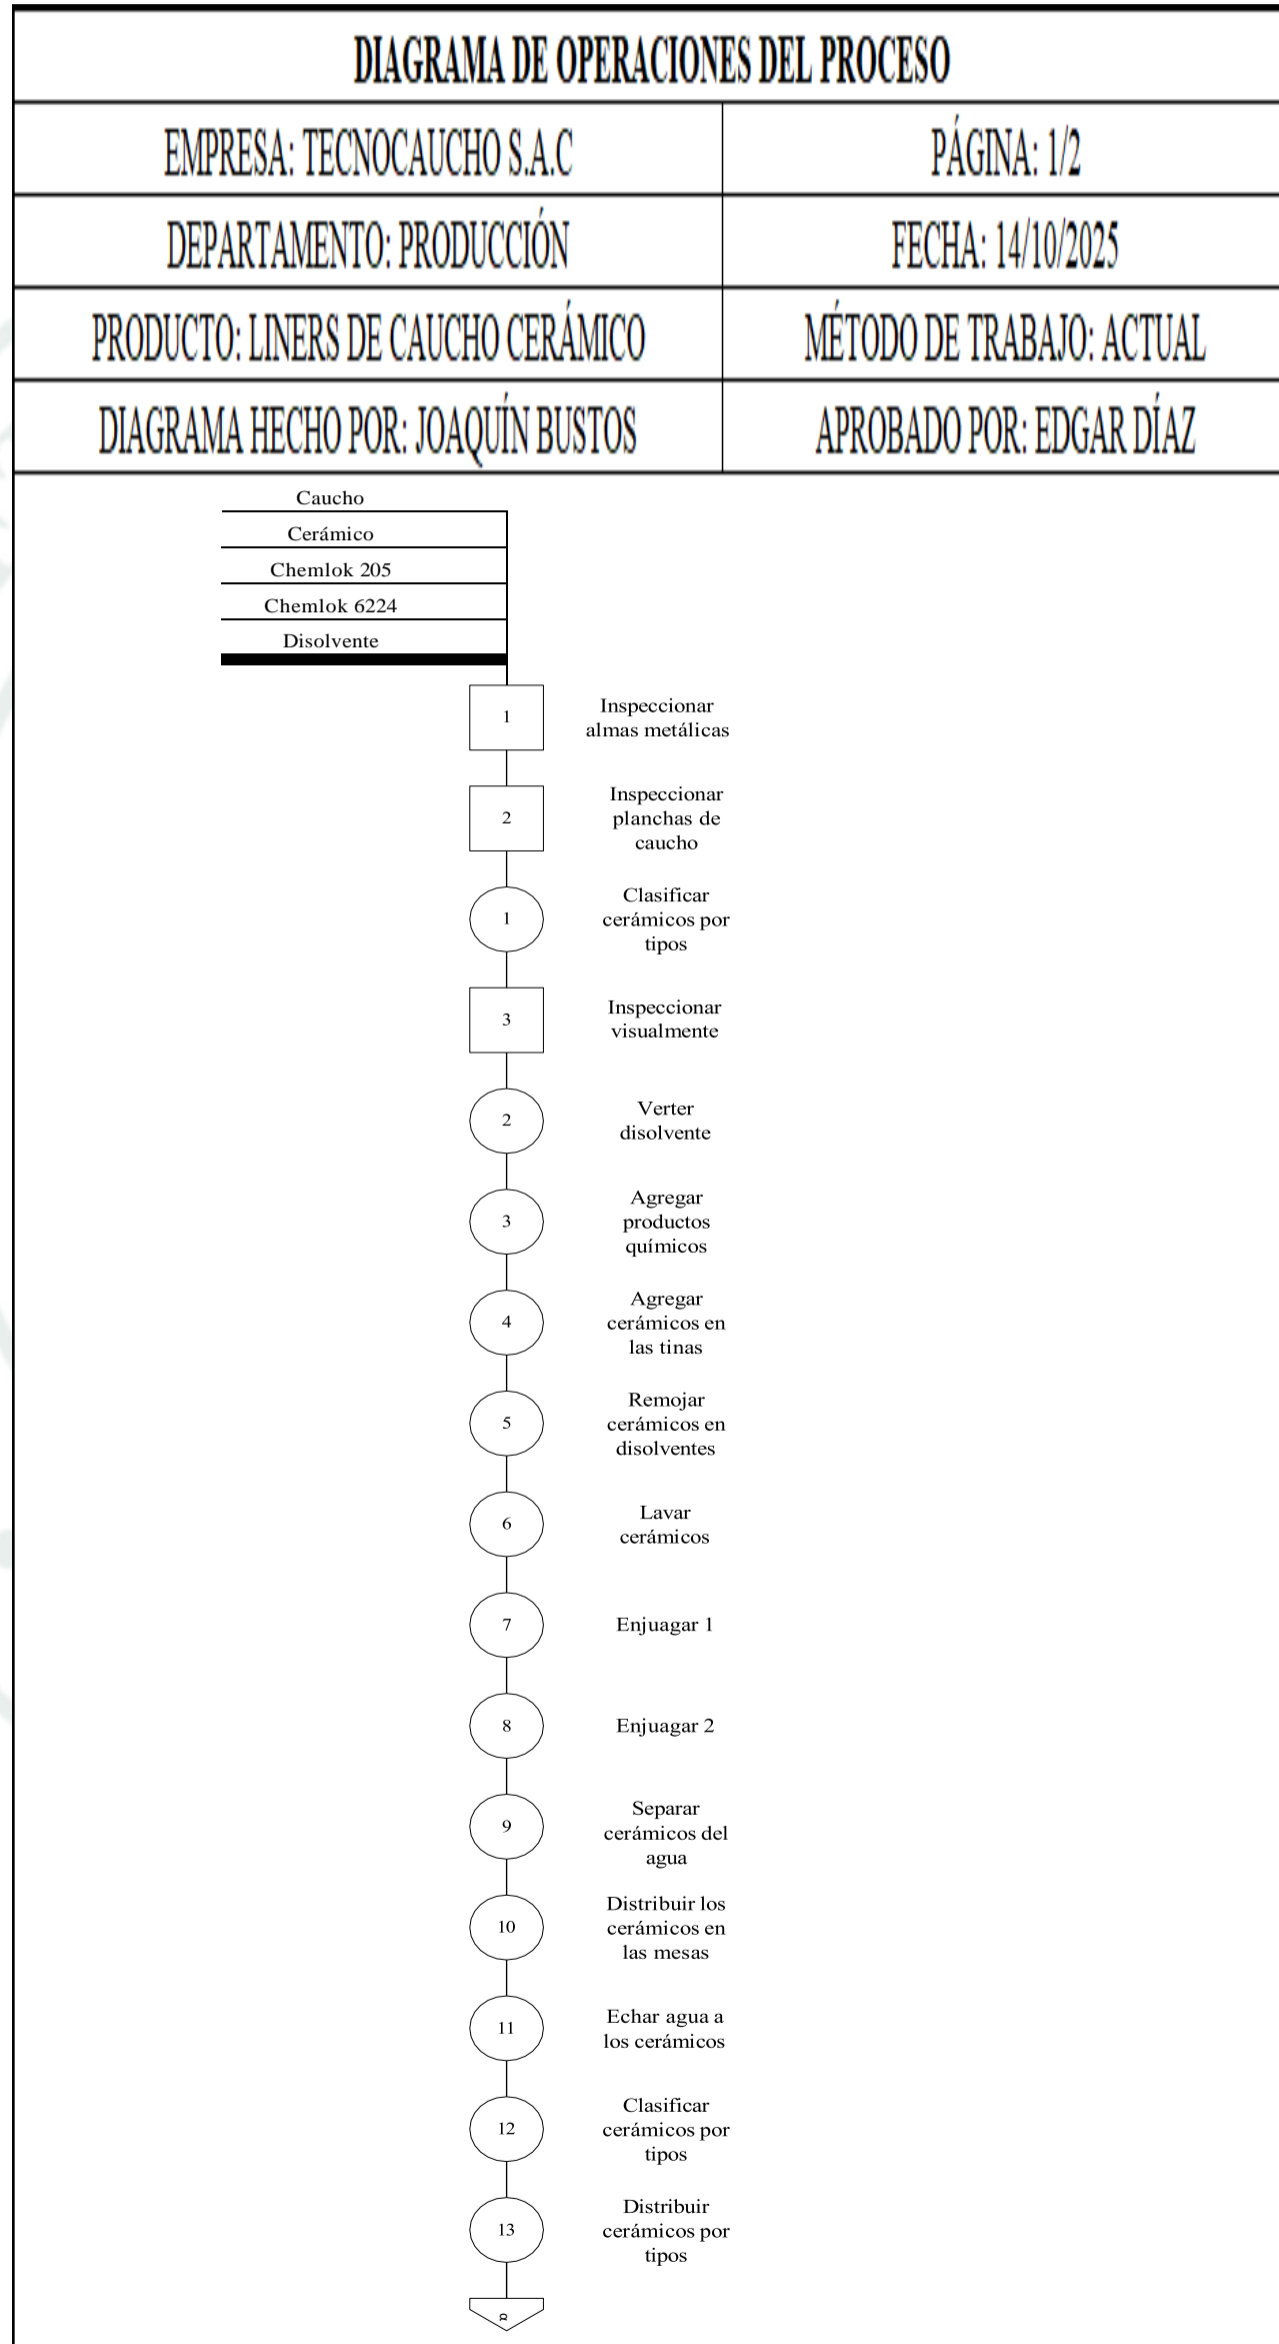 DIAGRAMA DE OPERACIONES DEL PROCESO
EMPRESA: TECNOCAUCHO S.A.C
PÁGINA: 1/2
DEPARTAMENTO: PRODUCCIÓN
FECHA: 14/10/2025
PRODUCTO: LINERS DE CAUCHO CERÁMICO
MÉTODO DE TRABAJO: ACTUAL
DIAGRAMA HECHO POR: JOAQUÍN BUSTOS
APROBADO POR: EDGAR DÍAZ
Caucho
Cerámico
Chemlok 205
Chemlok 6224
Disolvente
1
Inspeccionar
almas metálicas
2
Inspeccionar
planchas de
caucho
1
Clasificar
cerámicos por
tipos
3
Inspeccionar
visualmente
2
Verter
disolvente
3
Agregar
productos
químicos
4
Agregar
cerámicos en
las tinas
5
Remojar
cerámicos en
disolventes
6
Lavar
cerámicos
7
Enjuagar 1
8
Enjuagar 2
9
Separar
cerámicos del
agua
10
Distribuir los
cerámicos en
las mesas
11
Echar agua a
los cerámicos
12
Clasificar
cerámicos por
tipos
13
Distribuir
cerámicos por
tipos